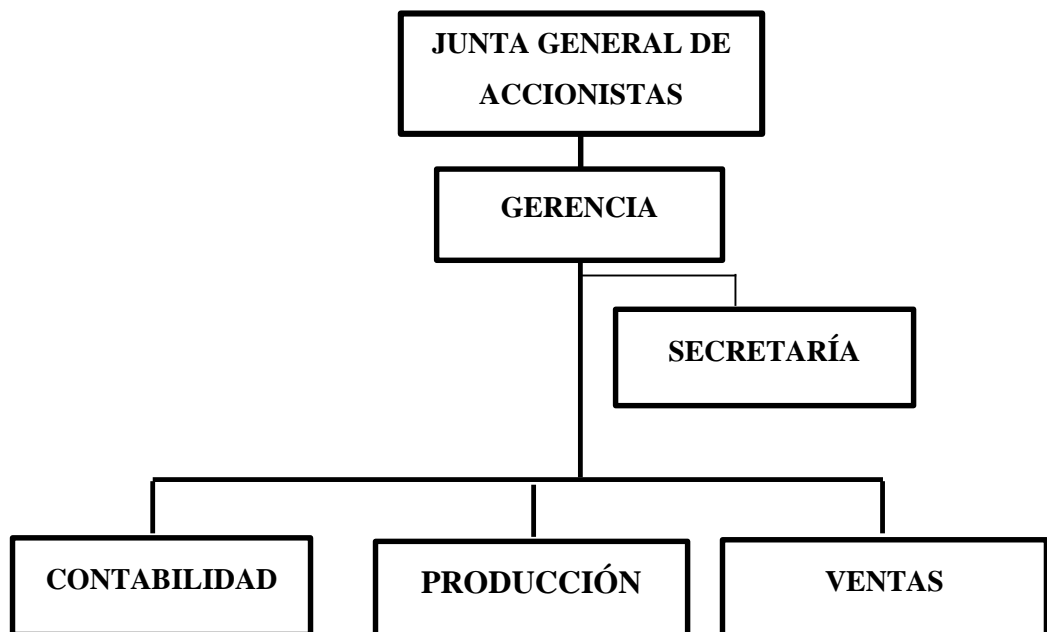 JUNTA GENERAL DE
ACCIONISTAS
GERENCIA
SECRETARÍA
CONTABILIDAD
PRODUCCIÓN
VENTAS